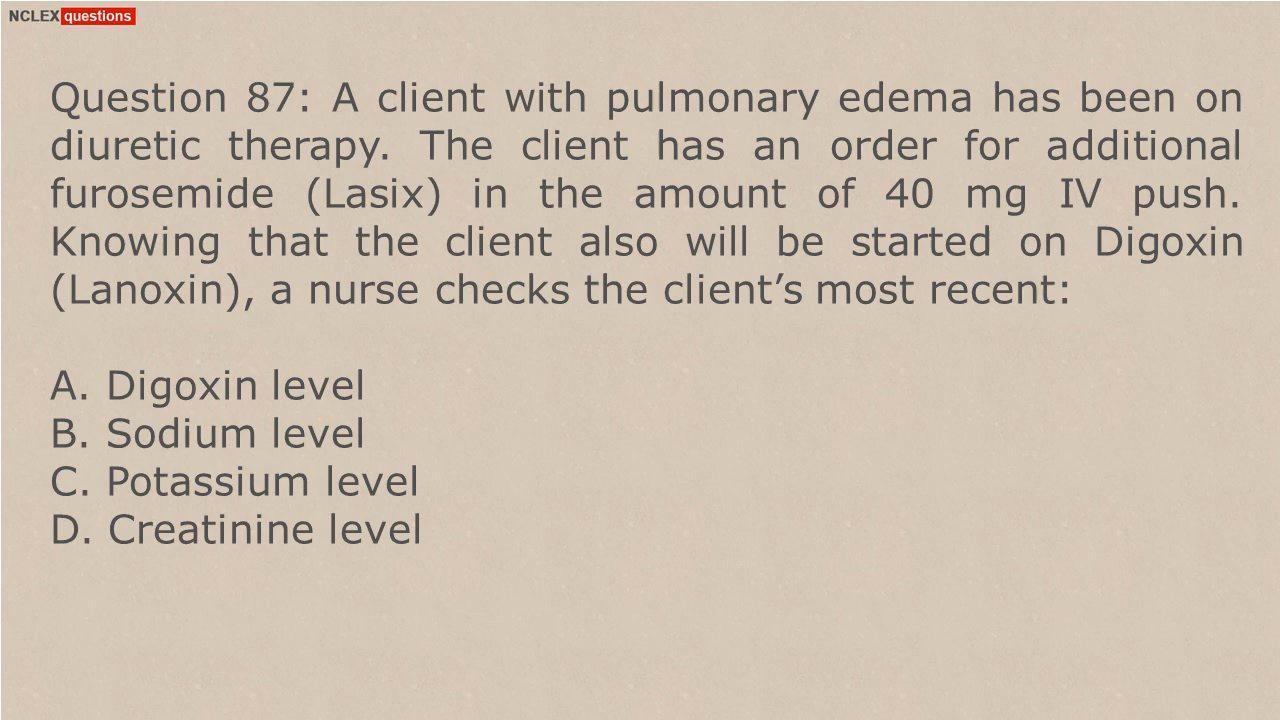 NCLEX questions
Question 87: A client with pulmonary edema has been on
diuretic therapy. The client has an order for additional
furosemide (Lasix) in the amount of 40 mg IV push.
Knowing that the client also will be started on Digoxin
(Lanoxin), a nurse checks the client’s most recent:
A. Digoxin level
B. Sodium level
C. Potassium level
D. Creatinine level